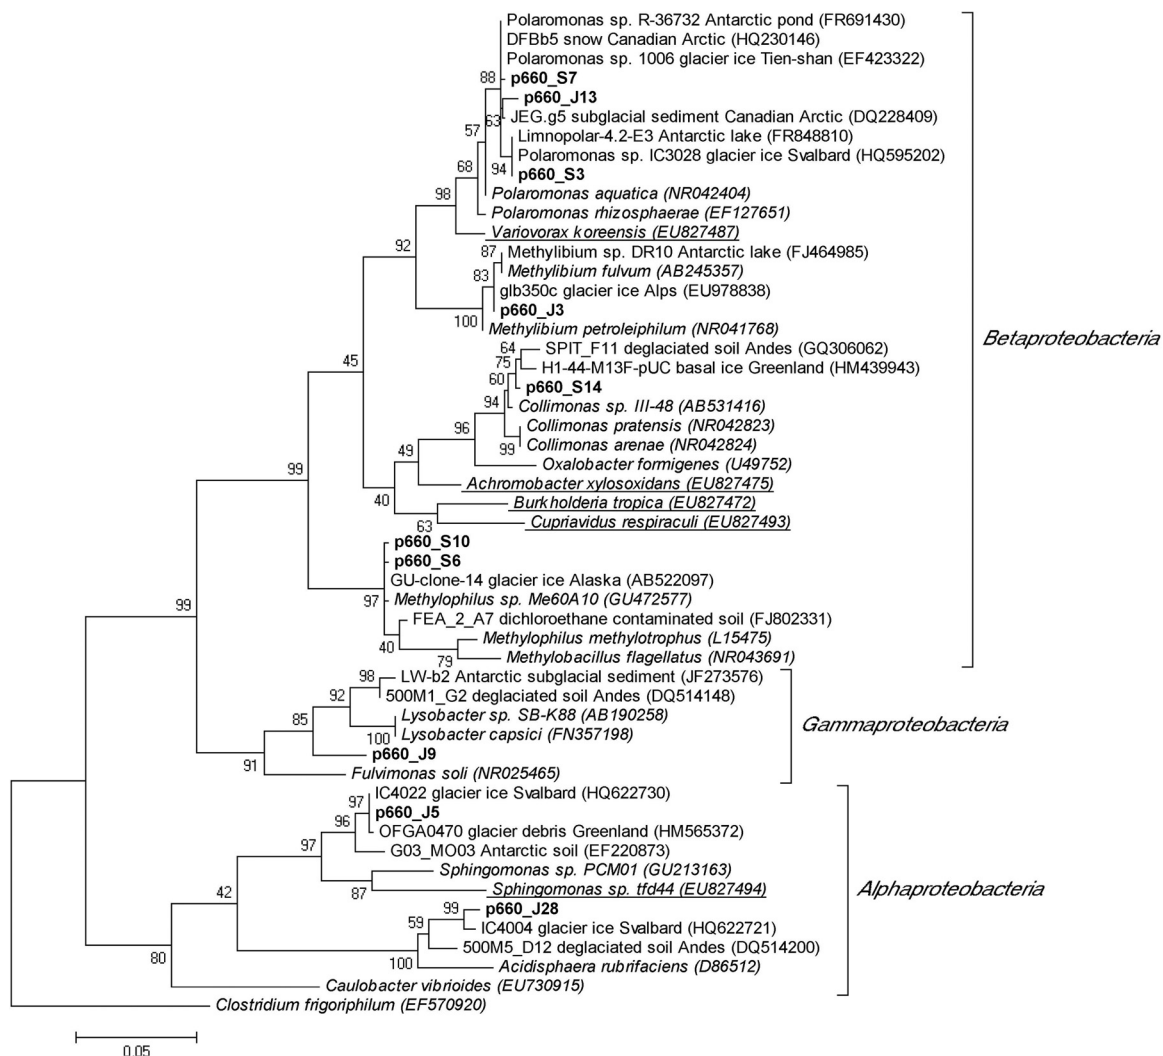 Polaromonas sp. R-36732 Antarctic pond (FR691430)
DFBb5 snow Canadian Arctic (HQ230146)
Polaromonas sp. 1006 glacier ice Tien-shan (EF423322)
88
p660_S7
p660_J13
63
JEG.g5 subglacial sediment Canadian Arctic (DQ228409)
57
Limnopolar-4.2-E3 Antarctic lake (FR848810)
Polaromonas sp. IC3028 glacier ice Svalbard (HQ595202)
68
94
p660_S3
98
Polaromonas aquatica (NR042404)
Polaromonas rhizosphaerae (EF127651)
Variovorax koreensis (EU827487)
92
87
Methylibium sp. DR10 Antarctic lake (FJ464985)
83
Methylibium fulvum (AB245357)
glb350c glacier ice Alps (EU978838)
p660_J3
100
Methylibium petroleiphilum (NR041768)
Betaproteobacteria
45
64
SPIT_F11 deglaciated soil Andes (GQ306062)
75
H1-44-M13F-pUC basal ice Greenland (HM439943)
60
p660_S14
94
Collimonas sp. III-48 (AB531416)
96
Collimonas pratensis (NR042823)
99
Collimonas arenae (NR042824)
49
Oxalobacter formigenes (U49752)
99
Achromobacter xylosoxidans (EU827475)
40
Burkholderia tropica (EU827472)
63
Cupriavidus respiraculi (EU827493)
p660_S10
p660_S6
GU-clone-14 glacier ice Alaska (AB522097)
97
Methylophilus sp. Me60A10 (GU472577)
99
FEA_2_A7 dichloroethane contaminated soil (FJ802331)
40
Methylophilus methylotrophus (L15475)
79
Methylobacillus flagellatus (NR043691)
98
LW-b2 Antarctic subglacial sediment (JF273576)
92
500M1_G2 deglaciated soil Andes (DQ514148)
85
Lysobacter sp. SB-K88 (AB190258)
100
Lysobacter capsici (FN357198)
Gammaproteobacteria
p660_J9
91
Fulvimonas soli (NR025465)
IC4022 glacier ice Svalbard (HQ622730)
97
p660_J5
96
OFGA0470 glacier debris Greenland (HM565372)
97
G03_MO03 Antarctic soil (EF220873)
Sphingomonas sp. PCM01 (GU213163)
87
Sphingomonas sp. tfd44 (EU827494)
Alphaproteobacteria
42
99
p660_J28
59
IC4004 glacier ice Svalbard (HQ622721)
500M5_D12 deglaciated soil Andes (DQ514200)
80
100
Acidisphaera rubrifaciens (D86512)
Caulobacter vibrioides (EU730915)
Clostridium frigoriphilum (EF570920)
0.05